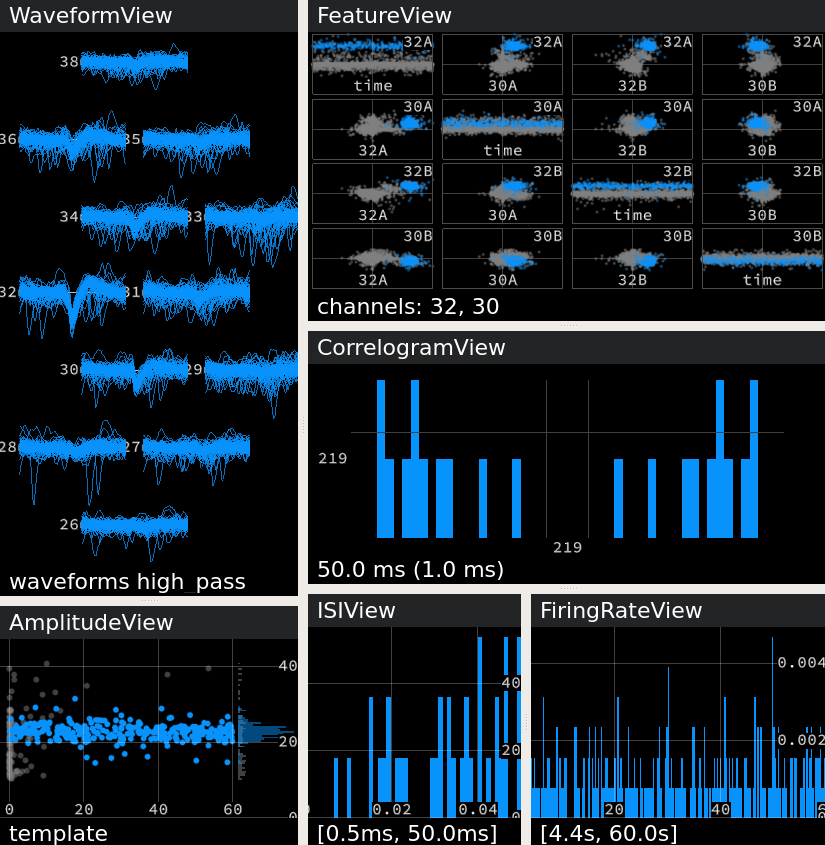 WaveformView
38
36 35
34 33
32 31
30 29
28 27
26
waveforms high_pass
FeatureView
32A 32A 32A 32A
time 30A 32B 30B
30A 30A 30A 30A
32A time 32B 30B
32B 32B 32B 32B
32A 30A time 30B
30B 30B 30B 30B
32A 30A 32B time
channels: 32, 30
CorrelogramView
219
219
50.0 ms (1.0 ms)
AmplitudeView
40
20
0 20 40 60 0
template
ISIView
40
20
0 0.02 0.04 0
[0.5ms, 50.0ms]
FiringRateView
0.004
0.002
20 40 6
[4.4s, 60.0s]